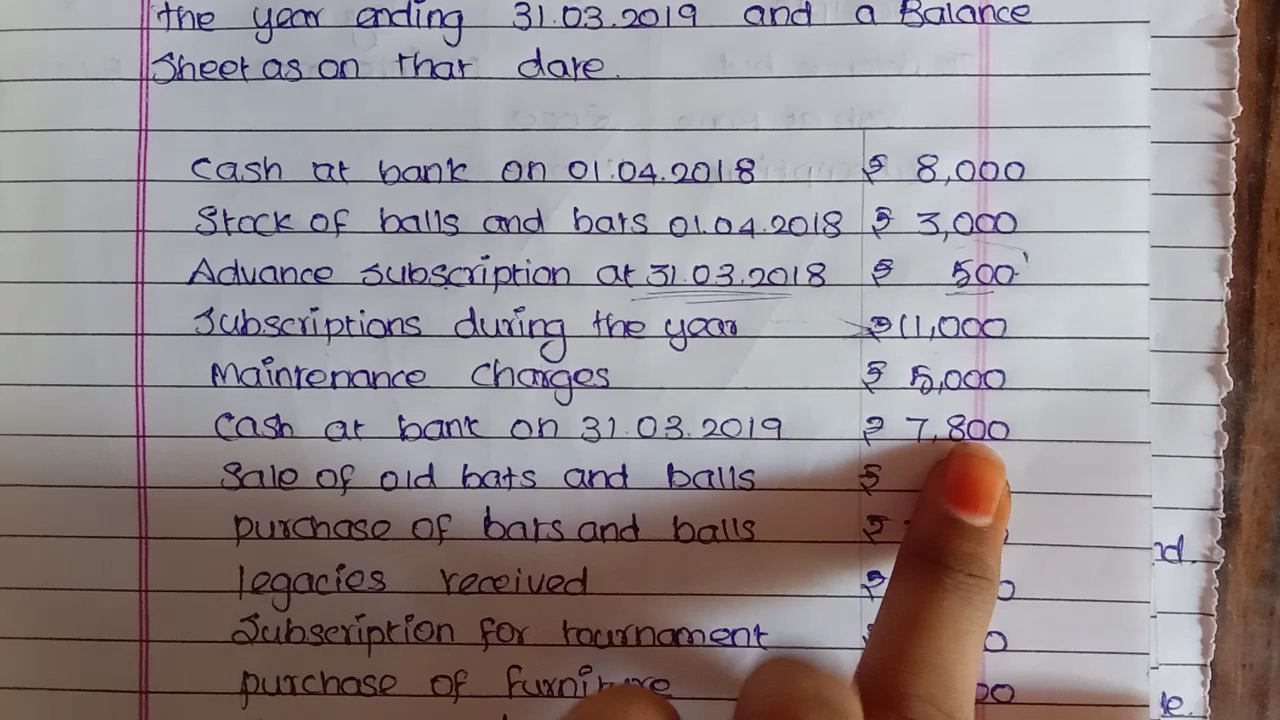 the year ending 31.03.2019 and a Balance
Sheet as on that date.
Cash at bank on 01.04.2018 ₹ 8,000
Stock of balls and bats 01.04.2018 ₹ 3,000
Advance subscription at 31.03.2018 ₹ 500
Subscriptions during the year ₹ 11,000
Maintenance charges ₹ 5,000
Cash at bank on 31.03.2019 ₹ 7,800
Sale of old bats and balls ₹
purchase of bats and balls ₹
legacies received ₹
Subscription for tournament
purchase of furniture